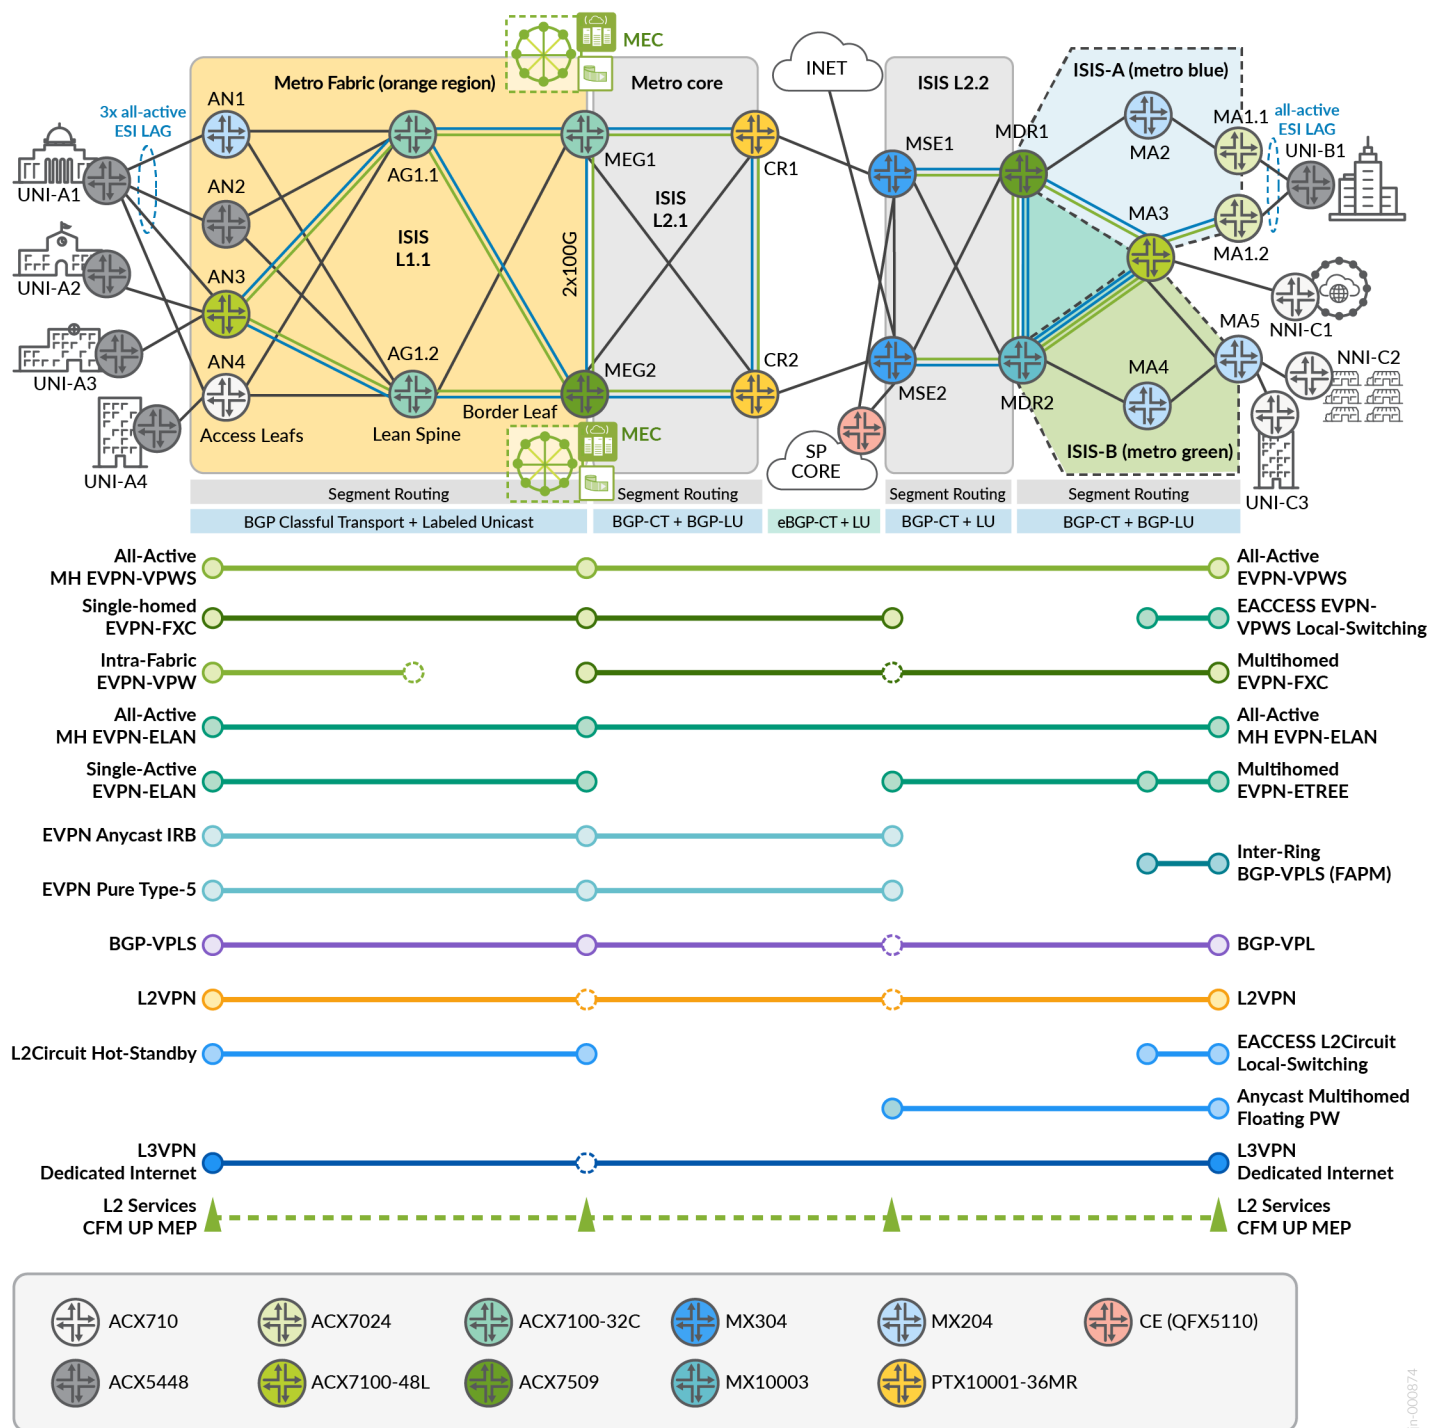 MEC
Metro Fabric (orange region)
Metro core
INET
ISIS L2.2
ISIS-A (metro blue)
3x all-active
ESI LAG
AN1
MA1.1
all-active
ESI LAG
UNI-B1
MDR1
MSE1
MA2
MEG1
CR1
AG1.1
UNI-A1
AN2
ISIS
L2.1
MA3
ISIS
L1.1
2x100G
MA1.2
UNI-A2
AN3
NNI-C1
MA5
AG1.2
MEG2
CR2
NNI-C2
UNI-A3
AN4
MA4
MSE2
MDR2
Border Leaf
Access Leafs
Lean Spine
MEC
SP
CORE
ISIS-B (metro green)
UNI-A4
UNI-C3
Segment Routing
Segment Routing
Segment Routing
Segment Routing
BGP Classful Transport + Labeled Unicast
BGP-CT + BGP-LU
eBGP-CT + LU
BGP-CT + LU
BGP-CT + BGP-LU
All-Active
MH EVPN-VPWS
All-Active
EVPN-VPWS
Single-homed
EVPN-FXC
EACCESS EVPN-
VPWS Local-Switching
Intra-Fabric
EVPN-VPW
Multihomed
EVPN-FXC
All-Active
MH EVPN-ELAN
All-Active
MH EVPN-ELAN
Single-Active
EVPN-ELAN
Multihomed
EVPN-ETREE
EVPN Anycast IRB
Inter-Ring
BGP-VPLS (FAPM)
EVPN Pure Type-5
BGP-VPLS
BGP-VPL
L2VPN
L2VPN
L2Circuit Hot-Standby
EACCESS L2Circuit
Local-Switching
Anycast Multihomed
Floating PW
L3VPN
Dedicated Internet
L3VPN
Dedicated Internet
L2 Services
CFM UP MEP
L2 Services
CFM UP MEP
ACX710
ACX7024
ACX7100-32C
MX304
MX204
CE (QFX5110)
ACX5448
ACX7100-48L
ACX7509
MX10003
PTX10001-36MR
n-000874